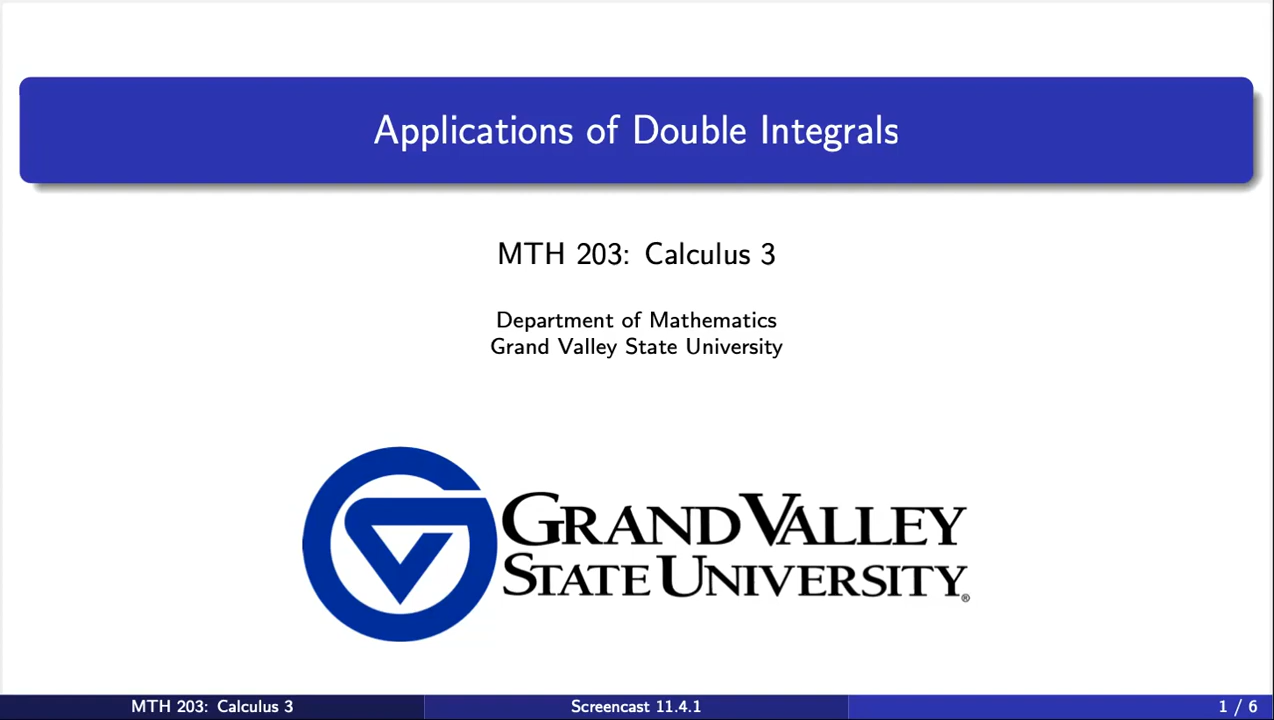 Applications of Double Integrals
MTH 203: Calculus 3
Department of Mathematics
Grand Valley State University
GRAND VALLEY
STATE UNIVERSITY®
MTH 203: Calculus 3
Screencast 11.4.1
1 / 6